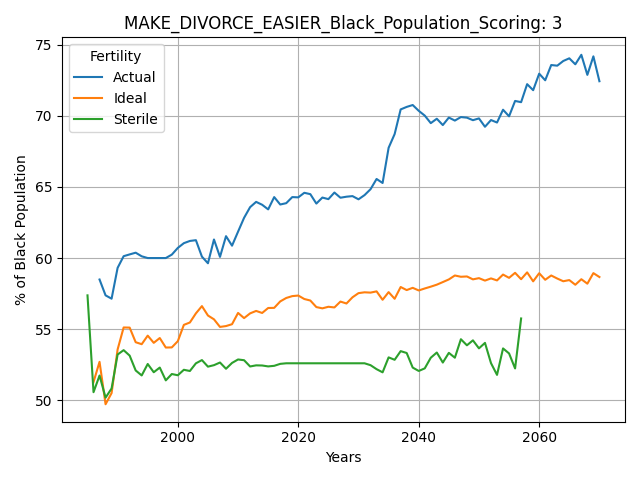 MAKE_DIVORCE_EASIER_Black_Population_Scoring: 3
Fertility
Actual
Ideal
Sterile
% of Black Population
75
70
65
60
55
50
2000
2020
2040
2060
Years